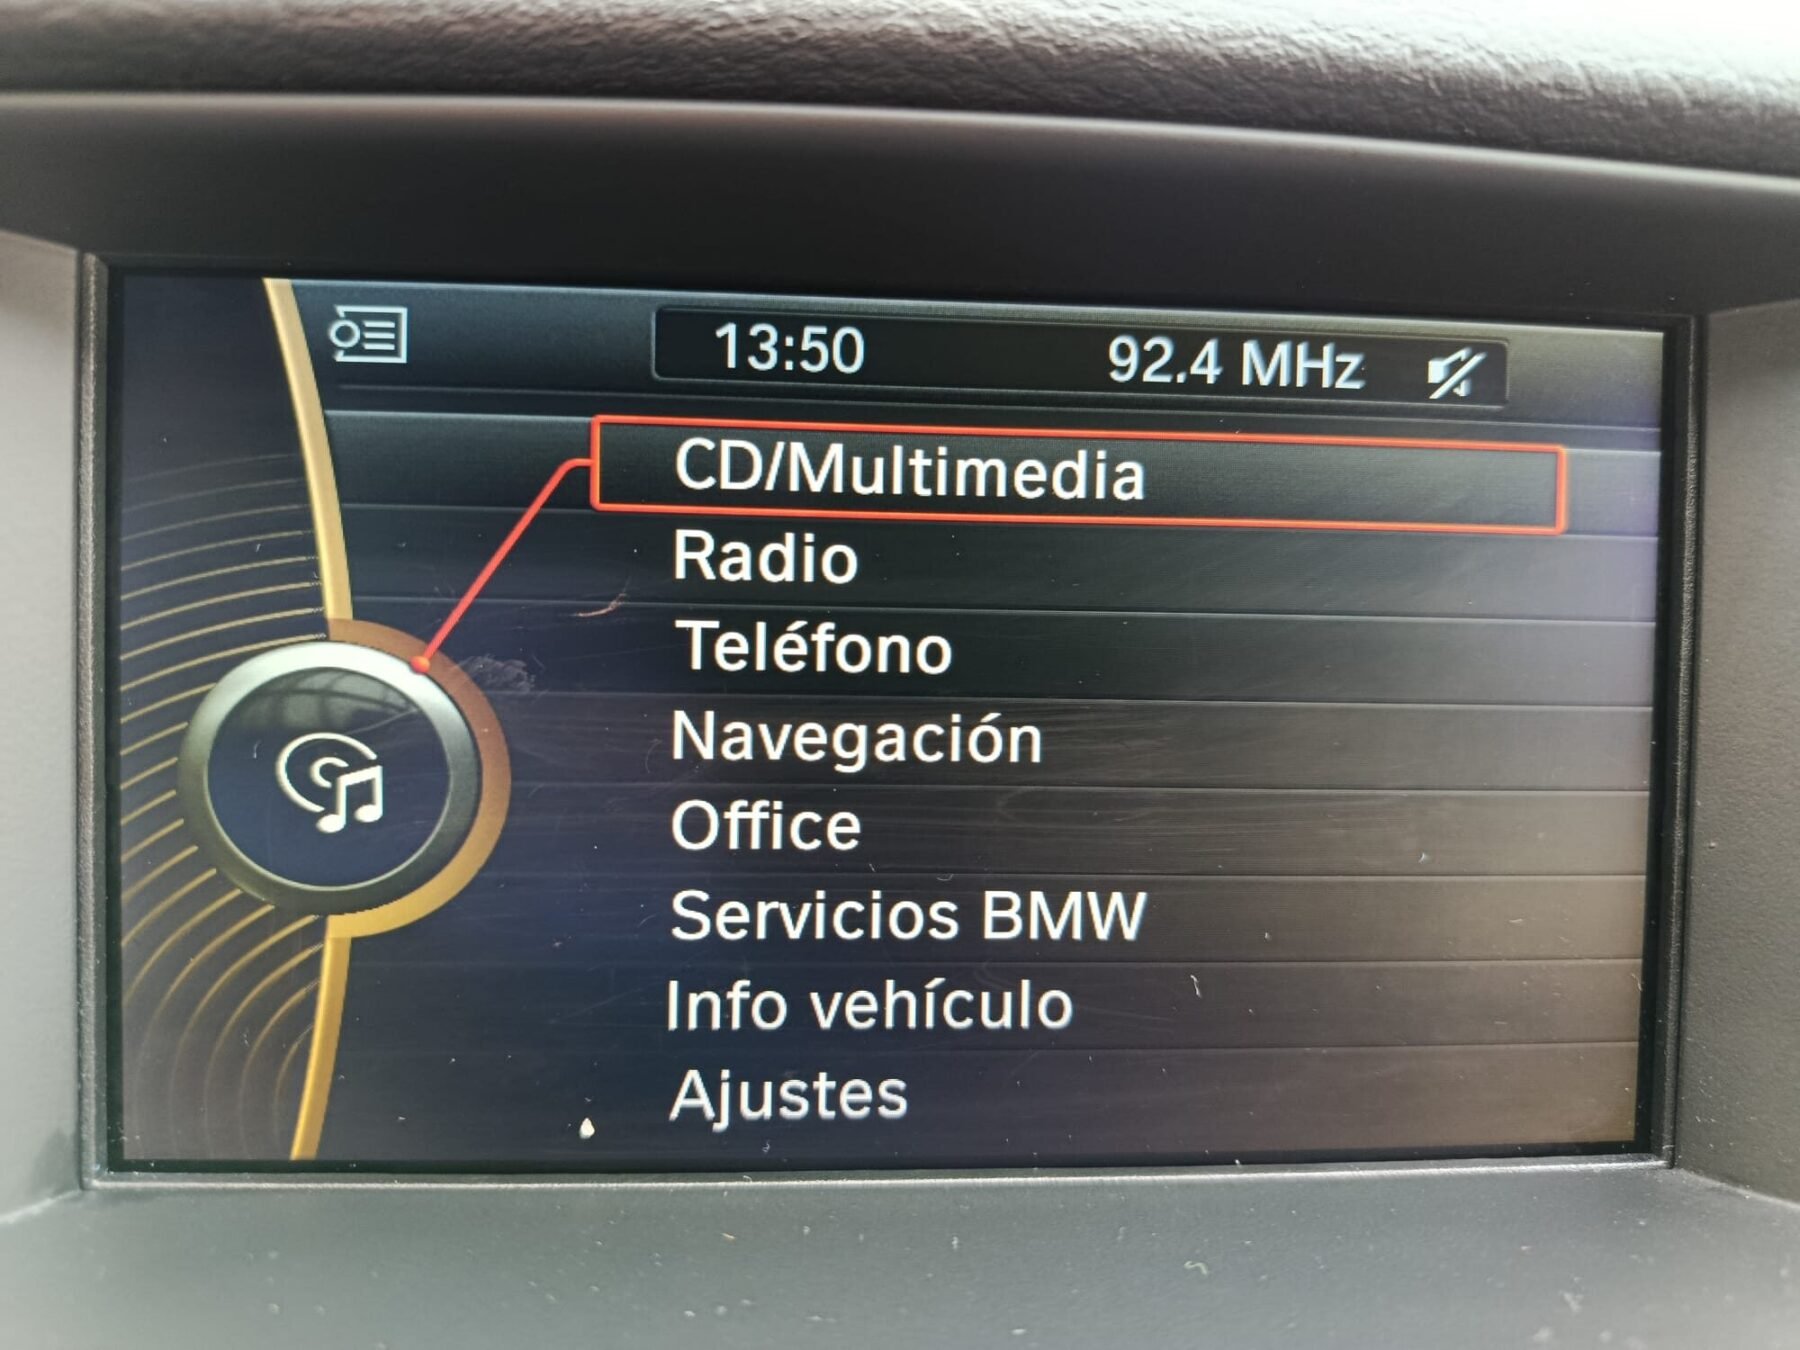 13:50 92.4 MHz
CD/Multimedia
Radio
Teléfono
Navegación
Office
Servicios BMW
Info vehículo
Ajustes